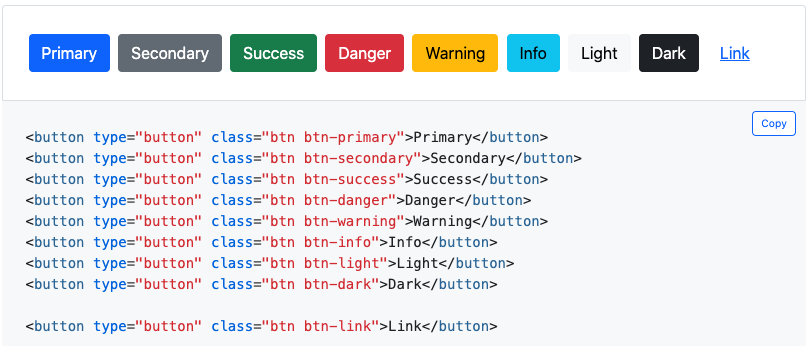 Primary Secondary Success Danger Warning Info Light Dark Link
Copy
<button type="button" class="btn btn-primary">Primary</button>
<button type="button" class="btn btn-secondary">Secondary</button>
<button type="button" class="btn btn-success">Success</button>
<button type="button" class="btn btn-danger">Danger</button>
<button type="button" class="btn btn-warning">Warning</button>
<button type="button" class="btn btn-info">Info</button>
<button type="button" class="btn btn-light">Light</button>
<button type="button" class="btn btn-dark">Dark</button>
<button type="button" class="btn btn-link">Link</button>